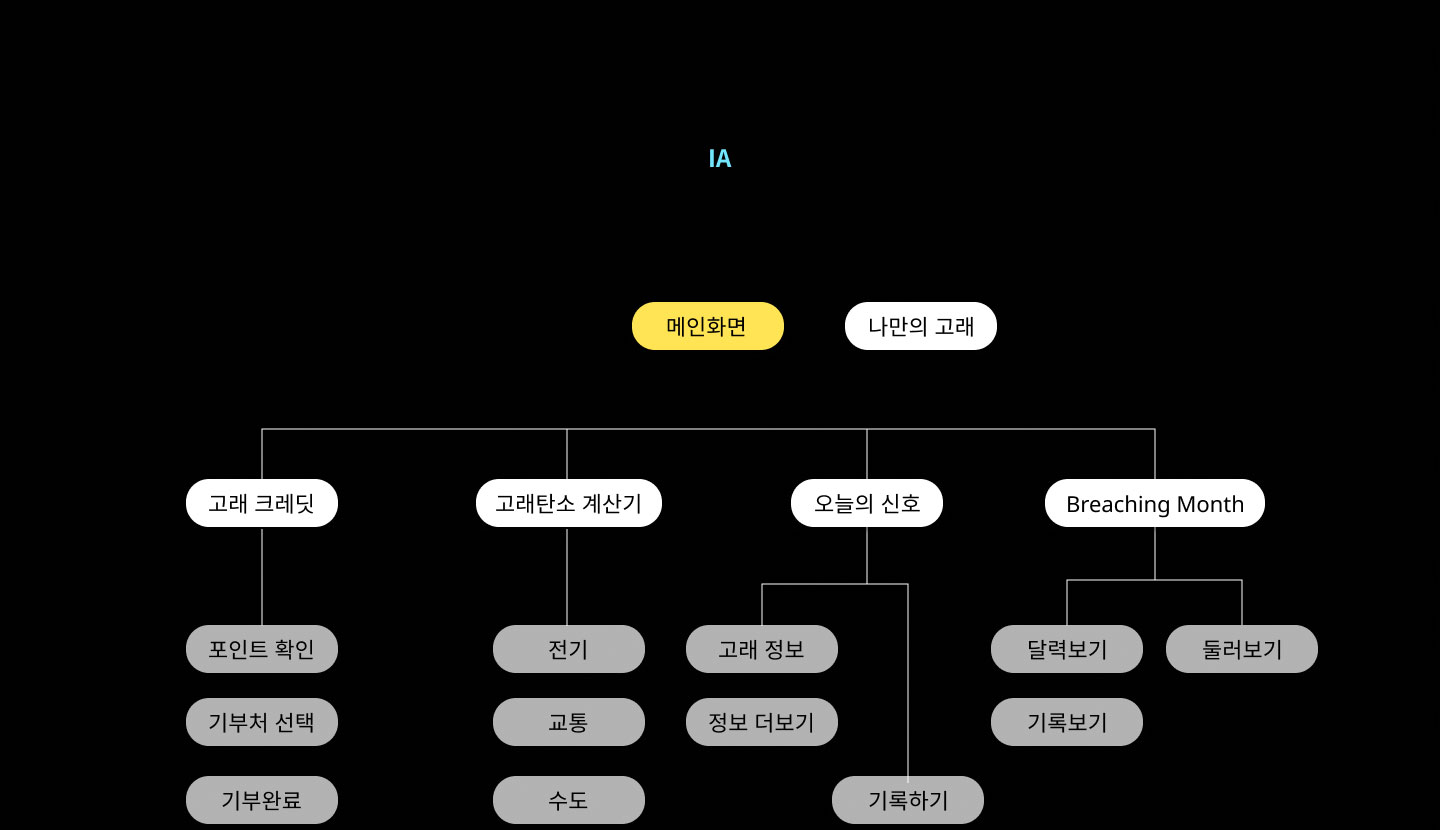 IA
메인화면
나만의 고래
고래 크레딧
고래탄소 계산기
오늘의 신호
Breaching Month
포인트 확인
전기
고래 정보
달력보기
둘러보기
기부처 선택
교통
정보 더보기
기록보기
기부완료
수도
기록하기